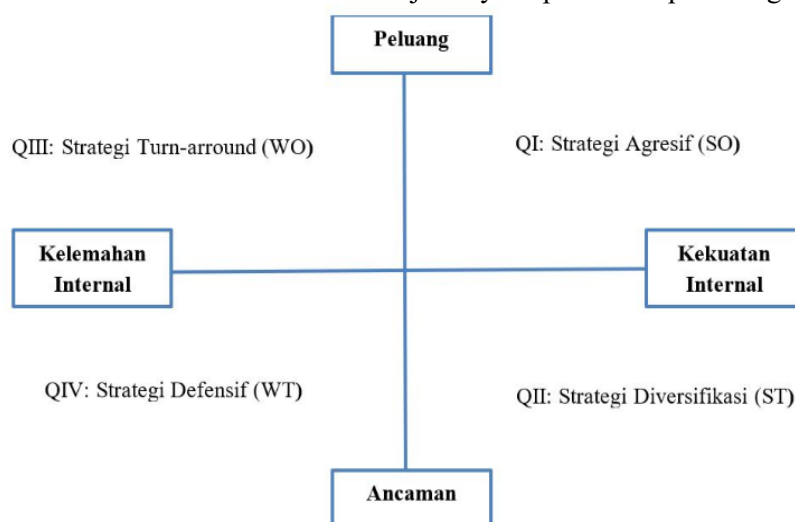 Peluang
QIII: Strategi Turn-arround (WO)
QI: Strategi Agresif (SO)
Kelemahan
Internal
Kekuatan
Internal
QIV: Strategi Defensif (WT)
QII: Strategi Diversifikasi (ST)
Ancaman